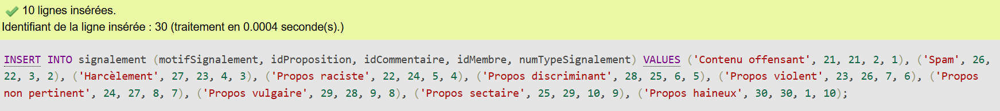 10 lignes insérées.
Identifiant de la ligne insérée : 30 (traitement en 0.0004 seconde(s).)
INSERT INTO signalement (motifSignalement, idProposition, idCommentaire, idMembre, numTypeSignalement) VALUES ('Contenu offensant', 21, 21, 2, 1), ('Spam', 26,
22, 3, 2), ('Harcèlement', 27, 23, 4, 3), ('Propos raciste', 22, 24, 5, 4), ('Propos discriminant', 28, 25, 6, 5), ('Propos violent', 23, 26, 7, 6), ('Propos
non pertinent', 24, 27, 8, 7), ('Propos vulgaire', 29, 28, 9, 8), ('Propos sectaire', 25, 29, 10, 9), ('Propos haineux', 30, 30, 1, 10);